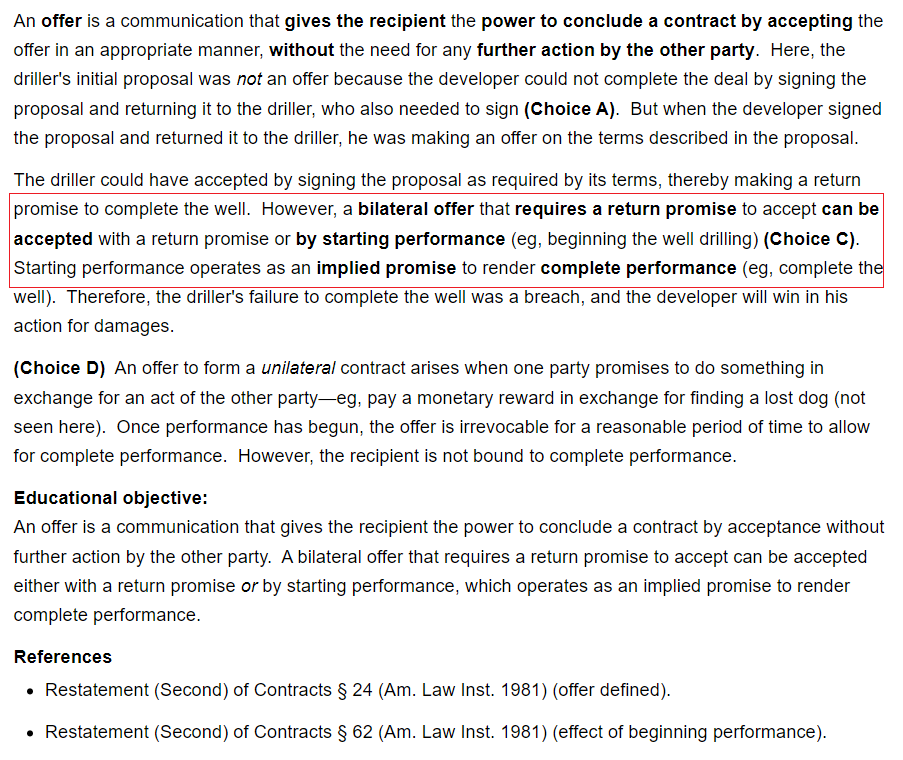 An offer is a communication that gives the recipient the power to conclude a contract by accepting the
offer in an appropriate manner, without the need for any further action by the other party.  Here, the
driller's initial proposal was not an offer because the developer could not complete the deal by signing the
proposal and returning it to the driller, who also needed to sign (Choice A).  But when the developer signed
the proposal and returned it to the driller, he was making an offer on the terms described in the proposal.
The driller could have accepted by signing the proposal as required by its terms, thereby making a return
promise to complete the well.  However, a bilateral offer that requires a return promise to accept can be
accepted with a return promise or by starting performance (eg, beginning the well drilling) (Choice C).
Starting performance operates as an implied promise to render complete performance (eg, complete the
well).  Therefore, the driller's failure to complete the well was a breach, and the developer will win in his
action for damages.
(Choice D)  An offer to form a unilateral contract arises when one party promises to do something in
exchange for an act of the other party—eg, pay a monetary reward in exchange for finding a lost dog (not
seen here).  Once performance has begun, the offer is irrevocable for a reasonable period of time to allow
for complete performance.  However, the recipient is not bound to complete performance.
Educational objective:
An offer is a communication that gives the recipient the power to conclude a contract by acceptance without
further action by the other party.  A bilateral offer that requires a return promise to accept can be accepted
either with a return promise or by starting performance, which operates as an implied promise to render
complete performance.
References
• Restatement (Second) of Contracts § 24 (Am. Law Inst. 1981) (offer defined).
• Restatement (Second) of Contracts § 62 (Am. Law Inst. 1981) (effect of beginning performance).